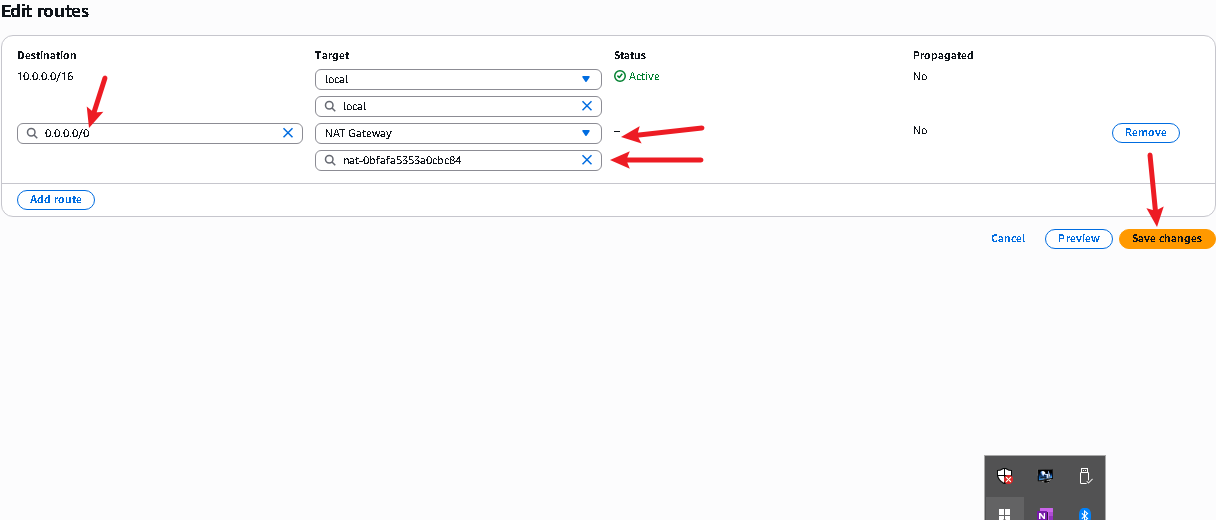 Edit routes
Destination Target Status Propagated
10.0.0.0/16 local Active No
local
0.0.0.0/0 NAT Gateway – No Remove
nat-0bfafa5353a0cbc84
Add route
Cancel Preview Save changes
N